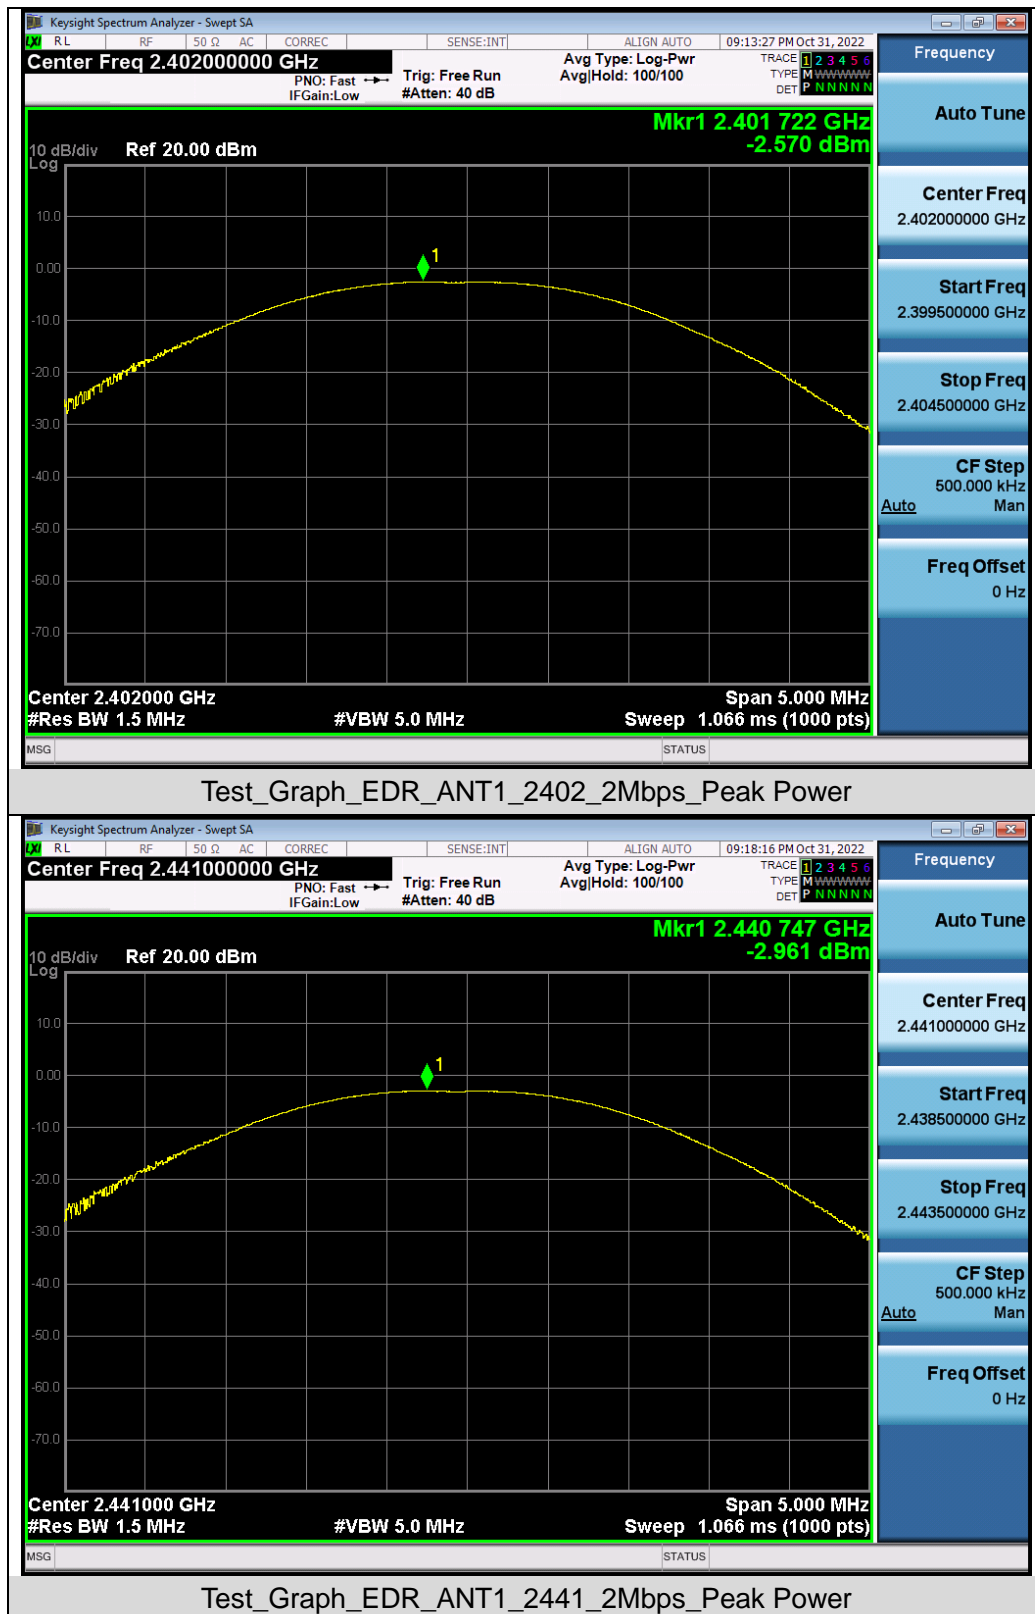 Keysight Spectrum Analyzer - Swept SA
LXI RL RF 50 Ω AC CORREC SENSE:INT ALIGN AUTO 09:13:27 PM Oct 31, 2022
Center Freq 2.402000000 GHz
PNO: Fast
IFGain:Low
Trig: Free Run
#Atten: 40 dB
Avg Type: Log-Pwr
Avg|Hold: 100/100
TRACE 1 2 3 4 5 6
TYPE M W W W W W
DET P N N N N N
Mkr1 2.401 722 GHz
-2.570 dBm
10 dB/div
Log
Ref 20.00 dBm
1
10.0
0.00
-10.0
-20.0
-30.0
-40.0
-50.0
-60.0
-70.0
Center 2.402000 GHz
Span 5.000 MHz
#Res BW 1.5 MHz
#VBW 5.0 MHz
Sweep 1.066 ms (1000 pts)
MSG
STATUS
Frequency
Auto Tune
Center Freq
2.402000000 GHz
Start Freq
2.399500000 GHz
Stop Freq
2.404500000 GHz
CF Step
500.000 kHz
Auto Man
Freq Offset
0 Hz
Test_Graph_EDR_ANT1_2402_2Mbps_Peak Power
Keysight Spectrum Analyzer - Swept SA
LXI RL RF 50 Ω AC CORREC SENSE:INT ALIGN AUTO 09:18:16 PM Oct 31, 2022
Center Freq 2.441000000 GHz
PNO: Fast
IFGain:Low
Trig: Free Run
#Atten: 40 dB
Avg Type: Log-Pwr
Avg|Hold: 100/100
TRACE 1 2 3 4 5 6
TYPE M W W W W W
DET P N N N N N
Mkr1 2.440 747 GHz
-2.961 dBm
10 dB/div
Log
Ref 20.00 dBm
1
10.0
0.00
-10.0
-20.0
-30.0
-40.0
-50.0
-60.0
-70.0
Center 2.441000 GHz
Span 5.000 MHz
#Res BW 1.5 MHz
#VBW 5.0 MHz
Sweep 1.066 ms (1000 pts)
MSG
STATUS
Frequency
Auto Tune
Center Freq
2.441000000 GHz
Start Freq
2.438500000 GHz
Stop Freq
2.443500000 GHz
CF Step
500.000 kHz
Auto Man
Freq Offset
0 Hz
Test_Graph_EDR_ANT1_2441_2Mbps_Peak Power